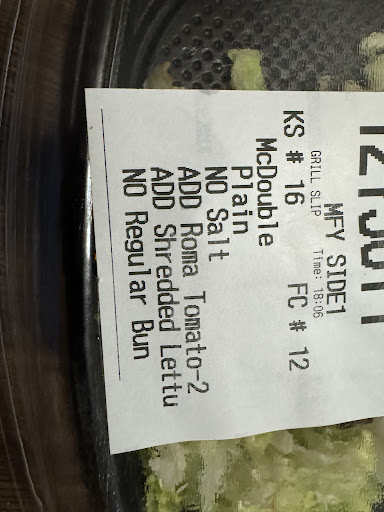 MFY SIDE1
GRILL SLIP Time: 18:06
KS # 16 FC # 12
McDouble
Plain
NO Salt
ADD Roma Tomato-2
ADD Shredded Lettu
NO Regular Bun